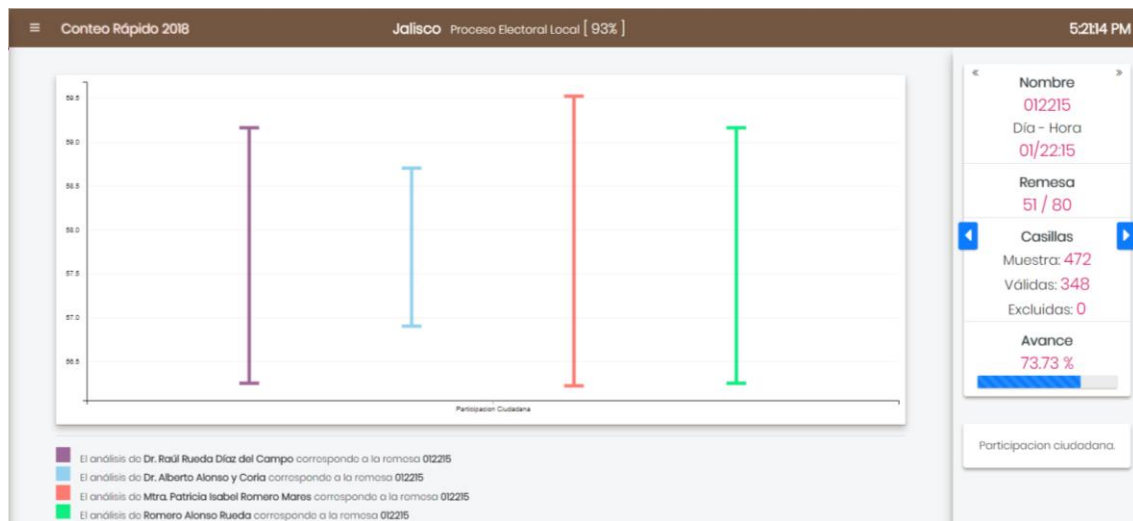 ≡ Conteo Rápido 2018 Jalisco Proceso Electoral Local [ 93% ] 5:21:14 PM
59.5
59.0
58.5
58.0
57.5
57.0
56.5
Participacion Ciudadana
El análisis de Dr. Raúl Rueda Díaz del Campo corresponde a la remesa 012215
El análisis de Dr. Alberto Alonso y Coria corresponde a la remesa 012215
El análisis de Mtra. Patricia Isabel Romero Mares corresponde a la remesa 012215
El análisis de Romero Alonso Rueda corresponde a la remesa 012215
« »
Nombre
012215
Día - Hora
01/22:15
Remesa
51 / 80
Casillas
Muestra: 472
Válidas: 348
Excluidas: 0
Avance
73.73 %
Participacion ciudadana.